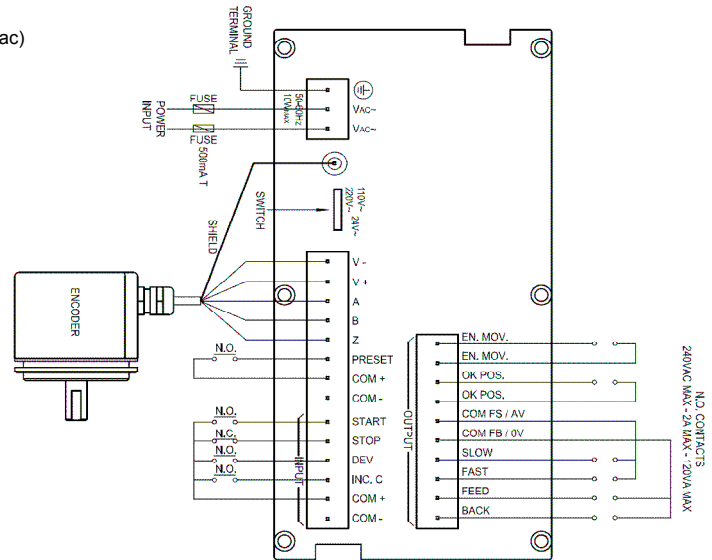 ac)
GROUND
TERMINAL
FUSE
POWER
INPUT
FUSE
500mA T
50-60Hz
10W MAX
VAC~
VAC~
110V~
220V~ 24V~
SWITCH
SHIELD
ENCODER
V -
V +
A
B
Z
N.O.
PRESET
COM +
COM -
N.O.
START
N.C.
STOP
N.O.
DEV
N.O.
INC. C
COM +
COM -
INPUT
OUTPUT
EN. MOV.
EN. MOV.
OK POS.
OK POS.
COM FS / AV
COM FB / 0V
SLOW
FAST
FEED
BACK
N.O. CONTACTS
240VAC MAX - 2A MAX - 120VA MAX